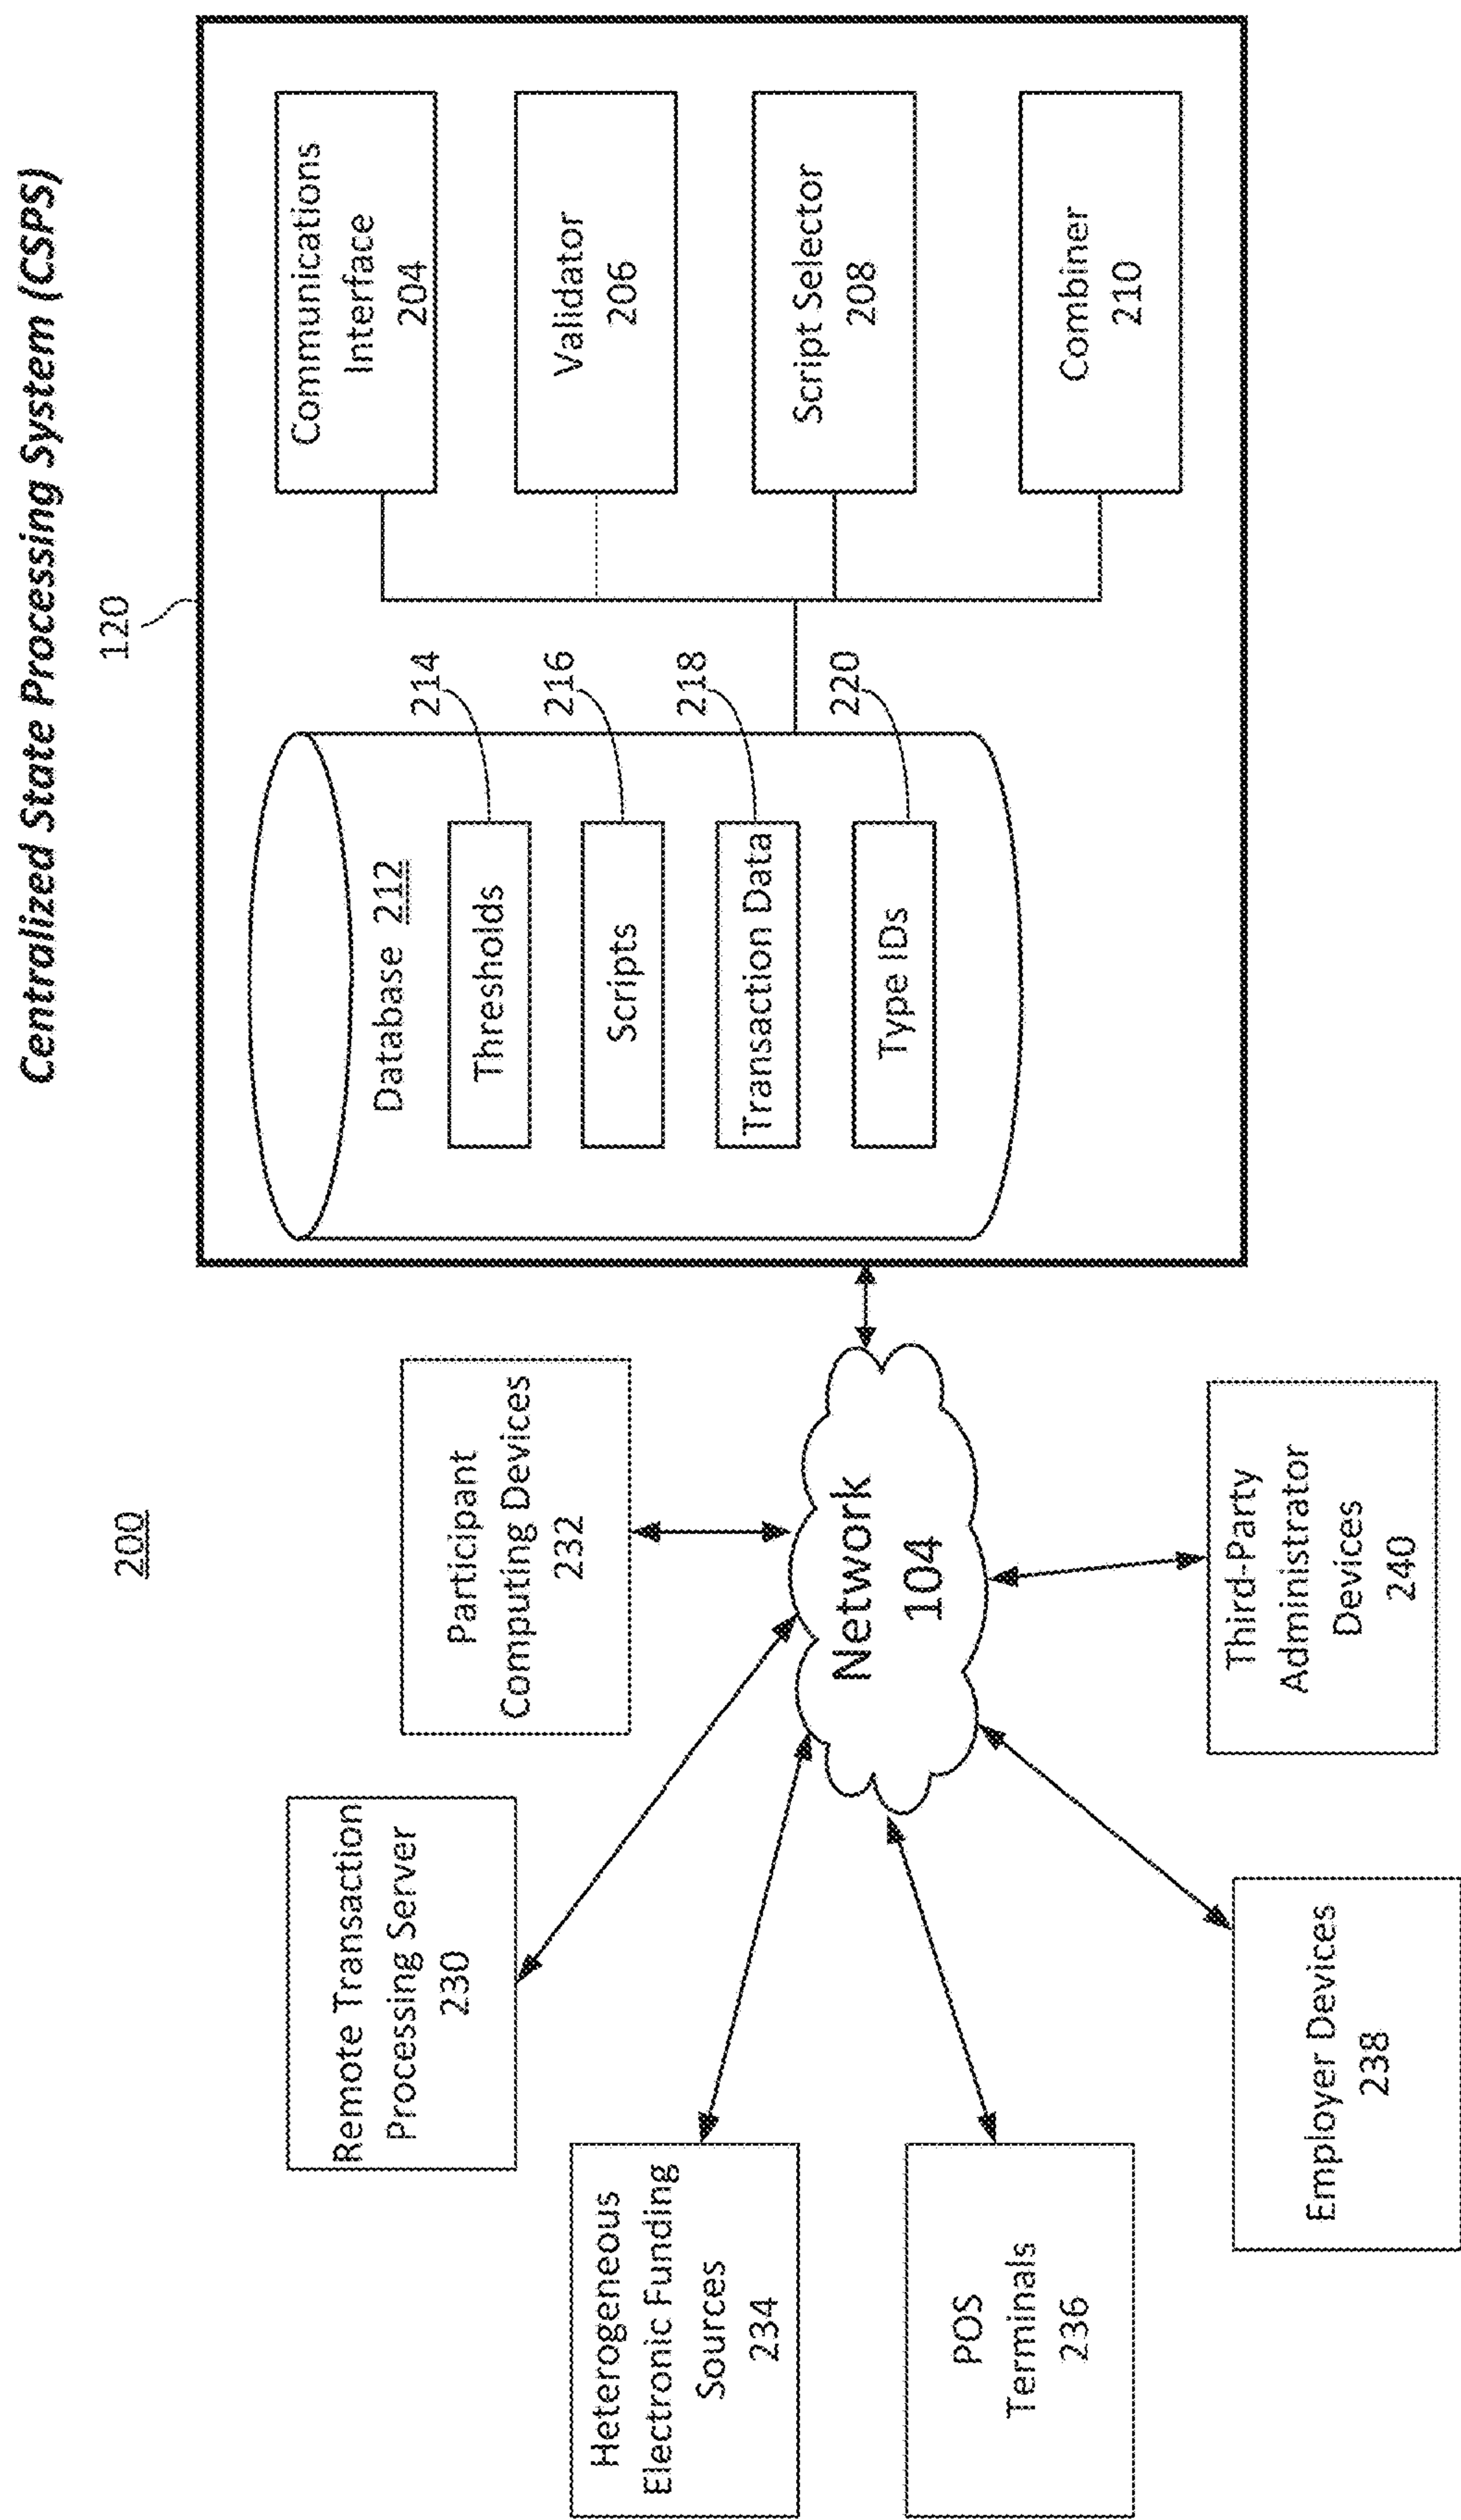 200
Centralized State Processing System (CSPS)
120
Remote Transaction
Processing Server
230
Participant
Computing Devices
232
Heterogeneous
Electronic Funding
Sources
234
POS
Terminals
236
Employer Devices
238
Third-Party
Administrator
Devices
240
Network
104
Database 212
Thresholds
214
Scripts
216
Transaction Data
218
Type IDs
220
Communications
Interface
204
Validator
206
Script Selector
208
Combiner
210